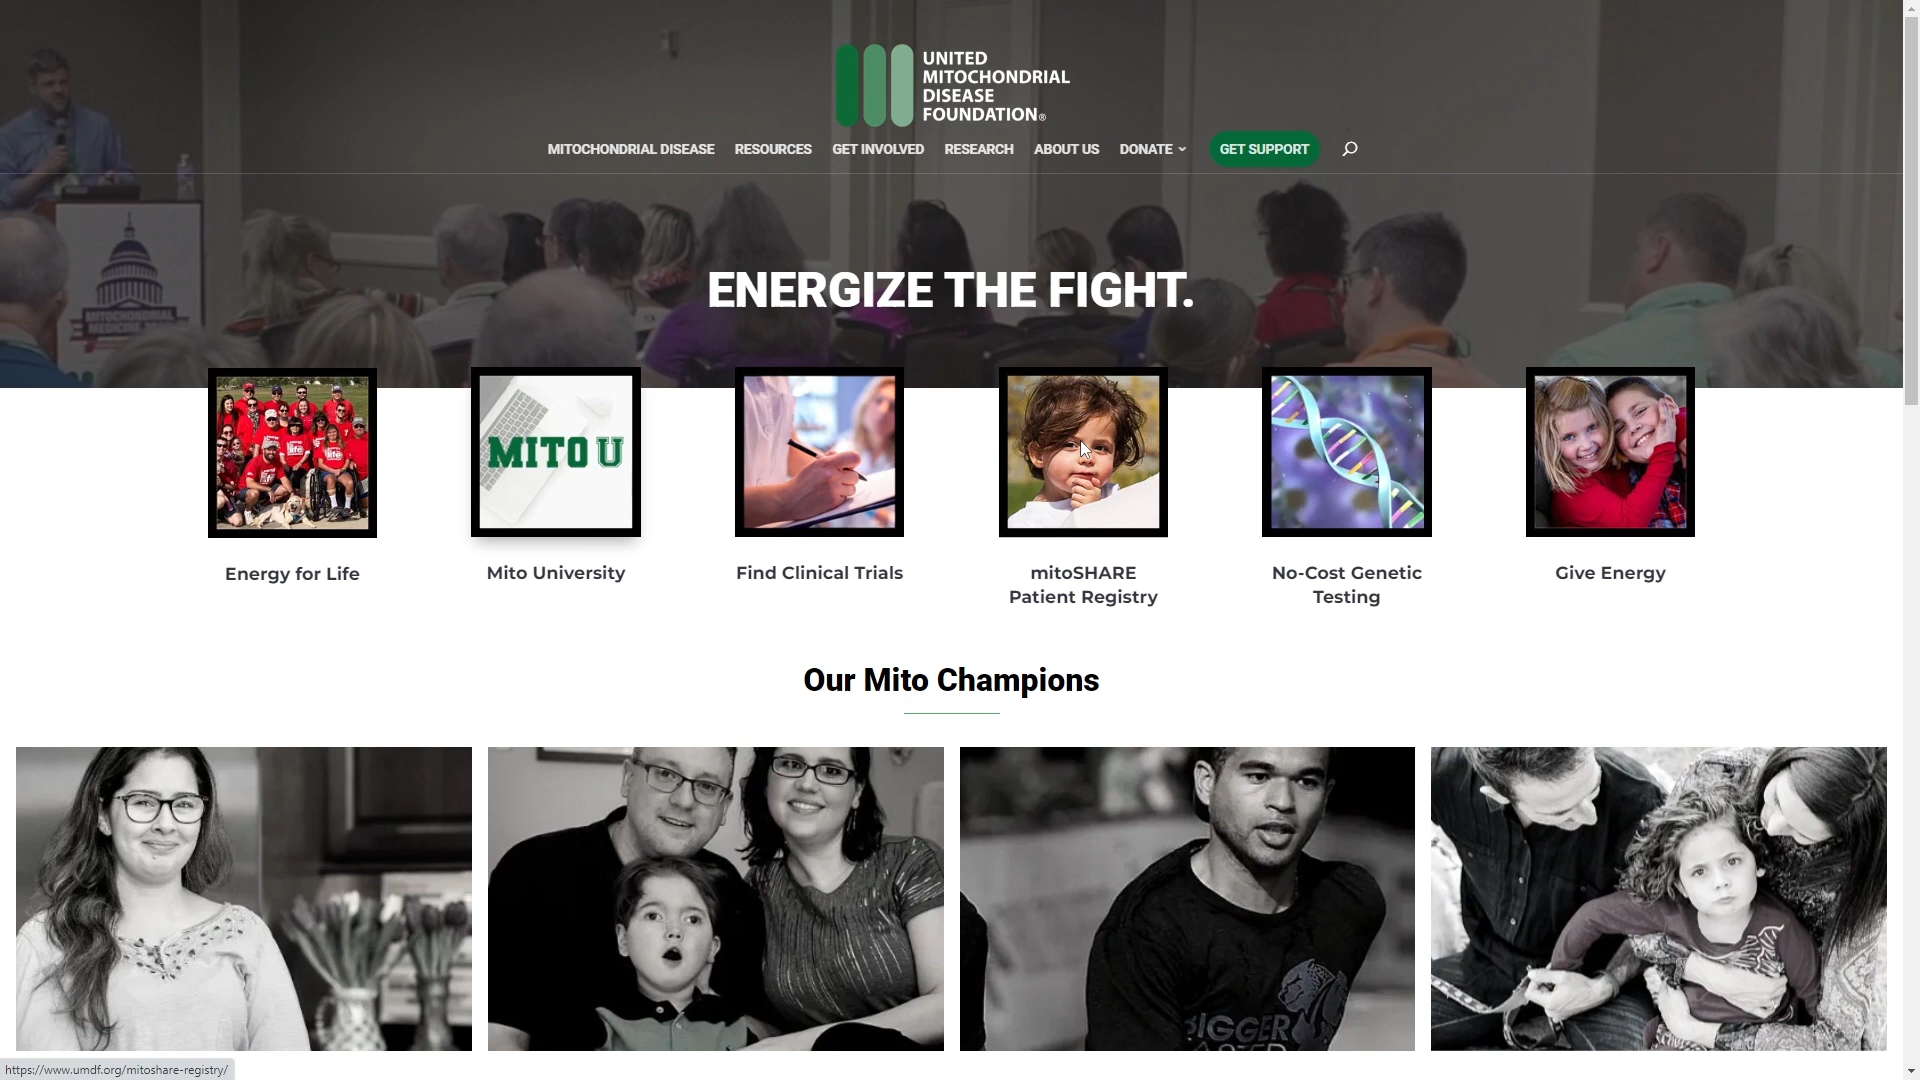 UNITED
MITOCHONDRIAL
DISEASE
FOUNDATION®
MITOCHONDRIAL DISEASE RESOURCES GET INVOLVED RESEARCH ABOUT US DONATE GET SUPPORT
MITOCHONDRIAL
ENERGIZE THE FIGHT.
MITO U
Energy for Life
Mito University
Find Clinical Trials
mitoSHARE
Patient Registry
No-Cost Genetic
Testing
Give Energy
Our Mito Champions
https://www.umdf.org/mitoshare-registry/